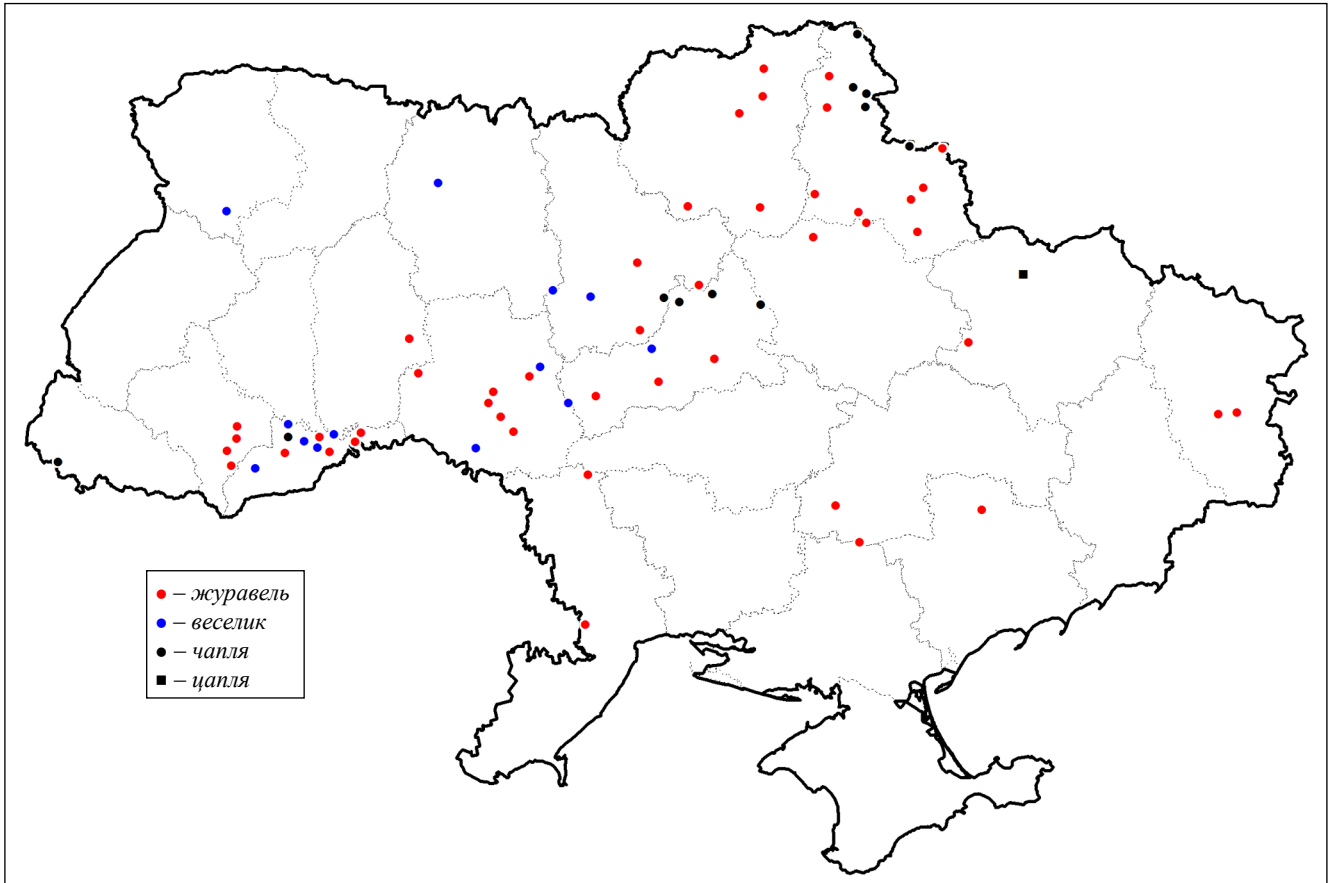 – журавель
– веселик
– чапля
– цапля